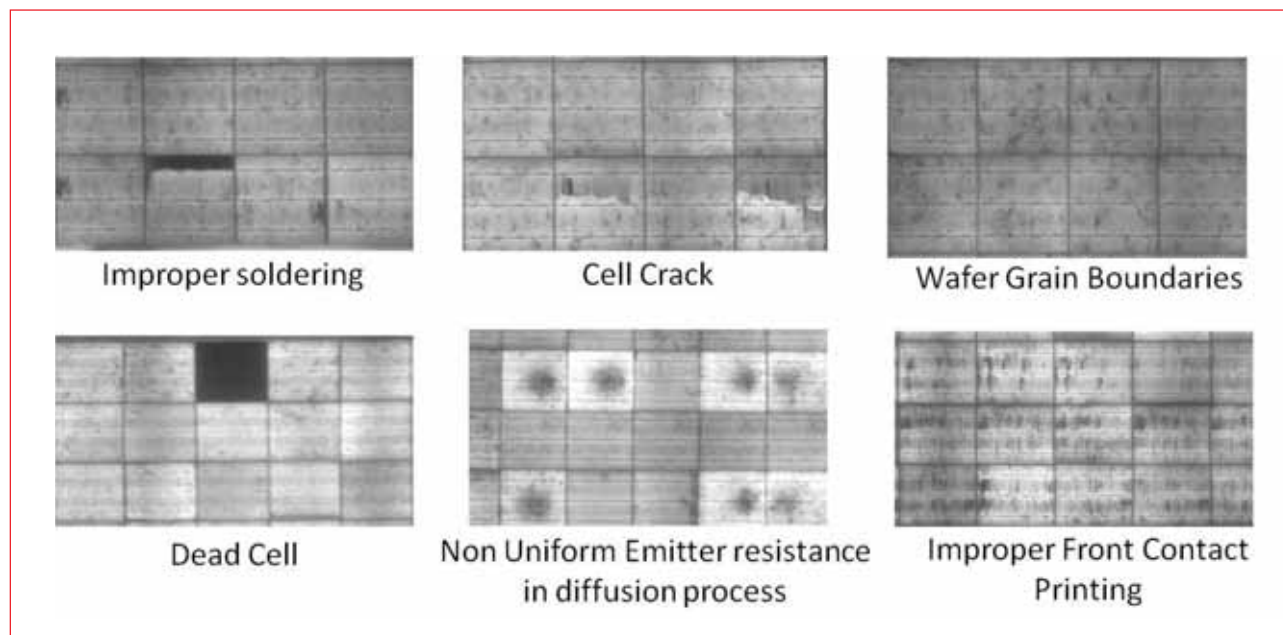 Improper soldering
Cell Crack
Wafer Grain Boundaries
Dead Cell
Non Uniform Emitter resistance
in diffusion process
Improper Front Contact
Printing